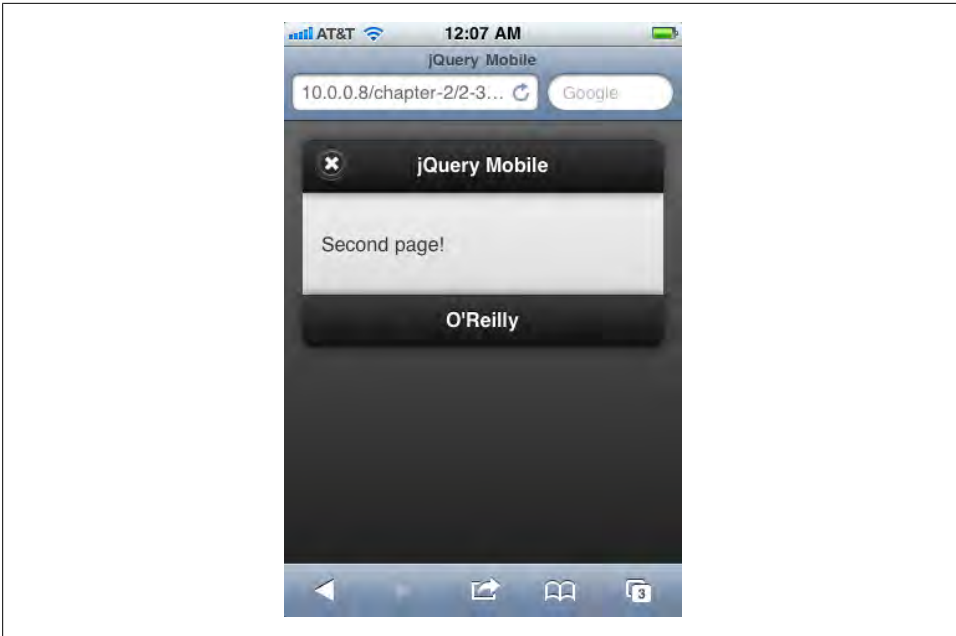 AT&T 12:07 AM
jQuery Mobile
10.0.0.8/chapter-2/2-3... Google
jQuery Mobile
Second page!
O'Reilly
3